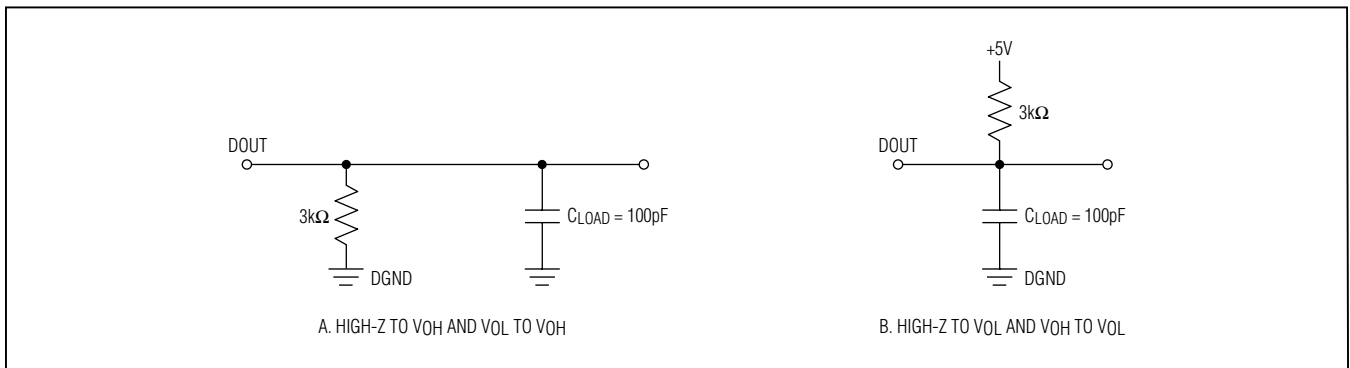 DOUT
3kΩ
DGND
CLOAD = 100pF
A. HIGH-Z TO VOH AND VOL TO VOH
+5V
3kΩ
DOUT
CLOAD = 100pF
DGND
B. HIGH-Z TO VOL AND VOH TO VOL